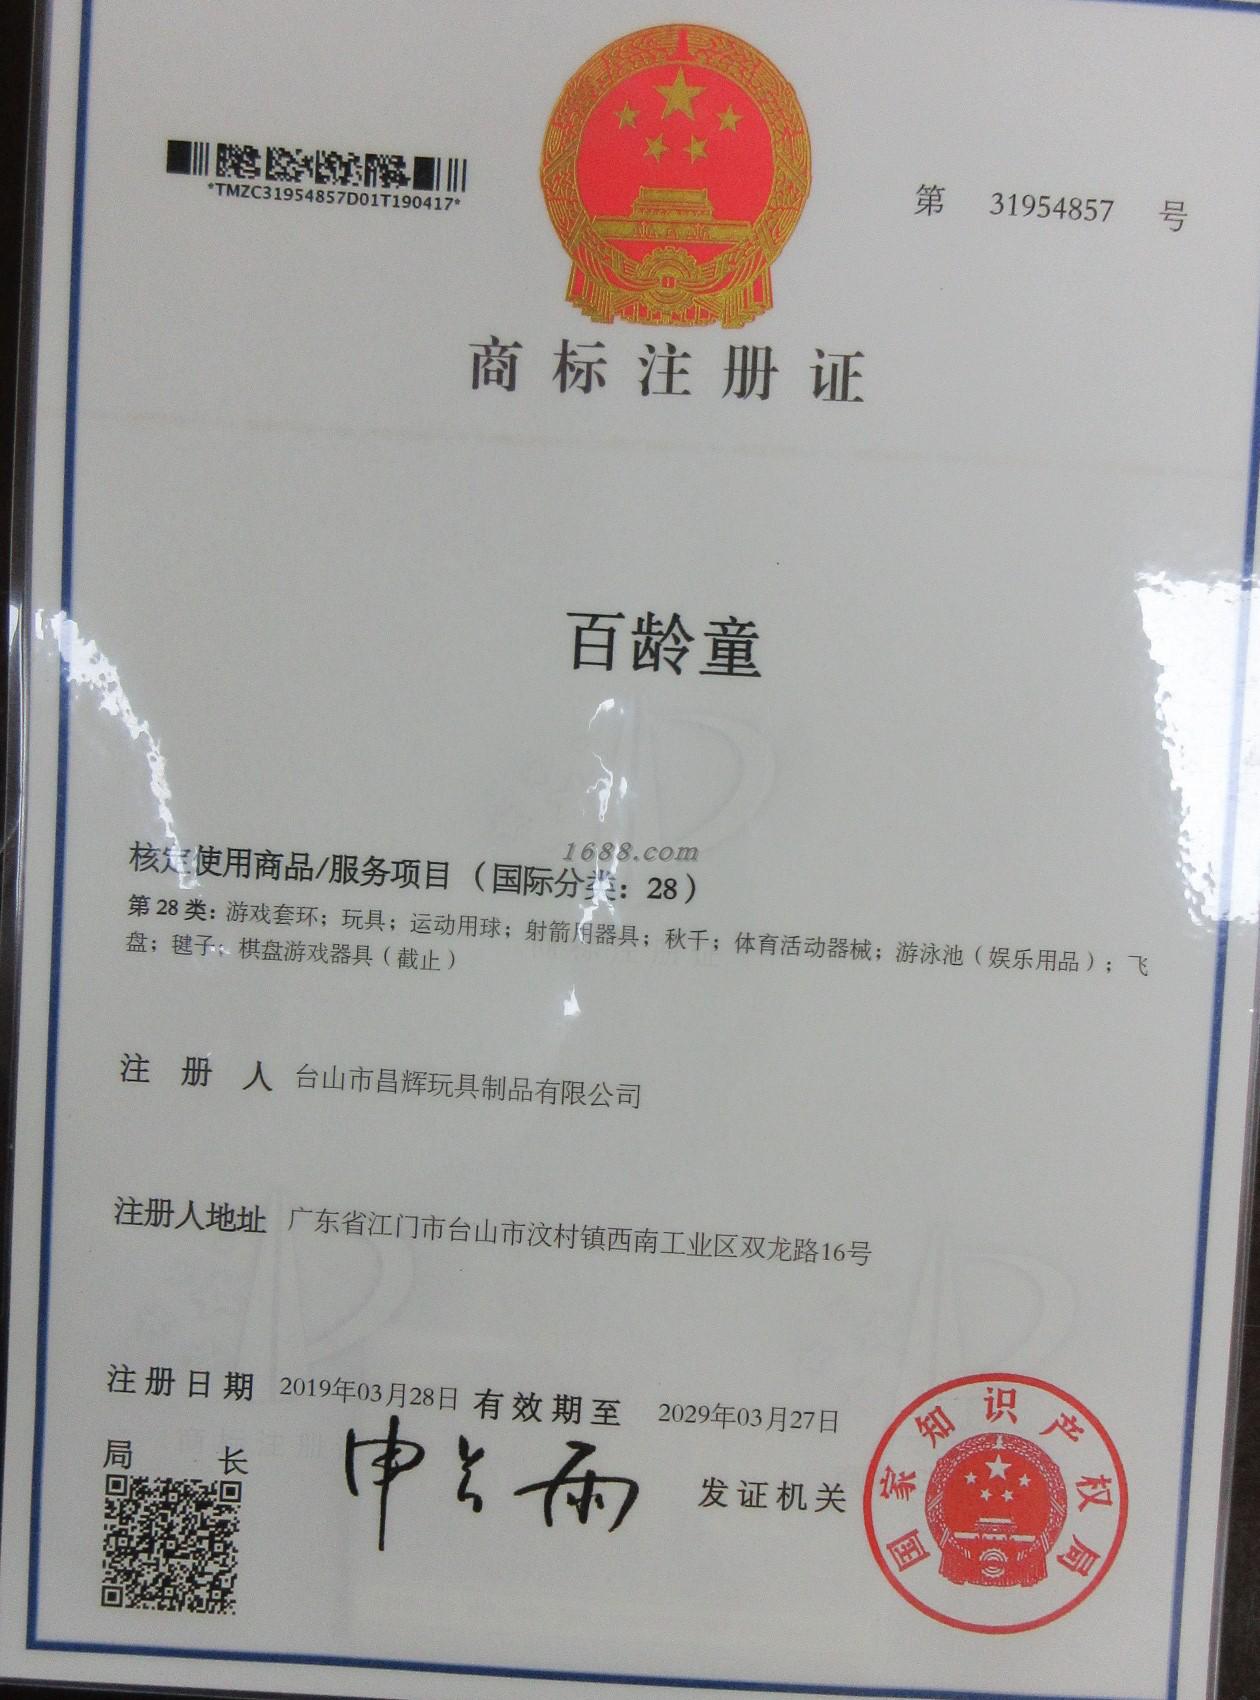 *TMZC31954857D01T190417*
第 31954857 号
商标注册证
百龄童
1688.com
核定使用商品/服务项目（国际分类：28）
第28类：游戏套环；玩具；运动用球；射箭用器具；秋千；体育活动器械；游泳池（娱乐用品）；飞
盘；毽子；棋盘游戏器具（截止）
注册人 台山市昌辉玩具制品有限公司
注册人地址 广东省江门市台山市汶村镇西南工业区双龙路16号
注册日期 2019年03月28日 有效期至 2029年03月27日
局长 申长雨 发证机关
国家知识产权局